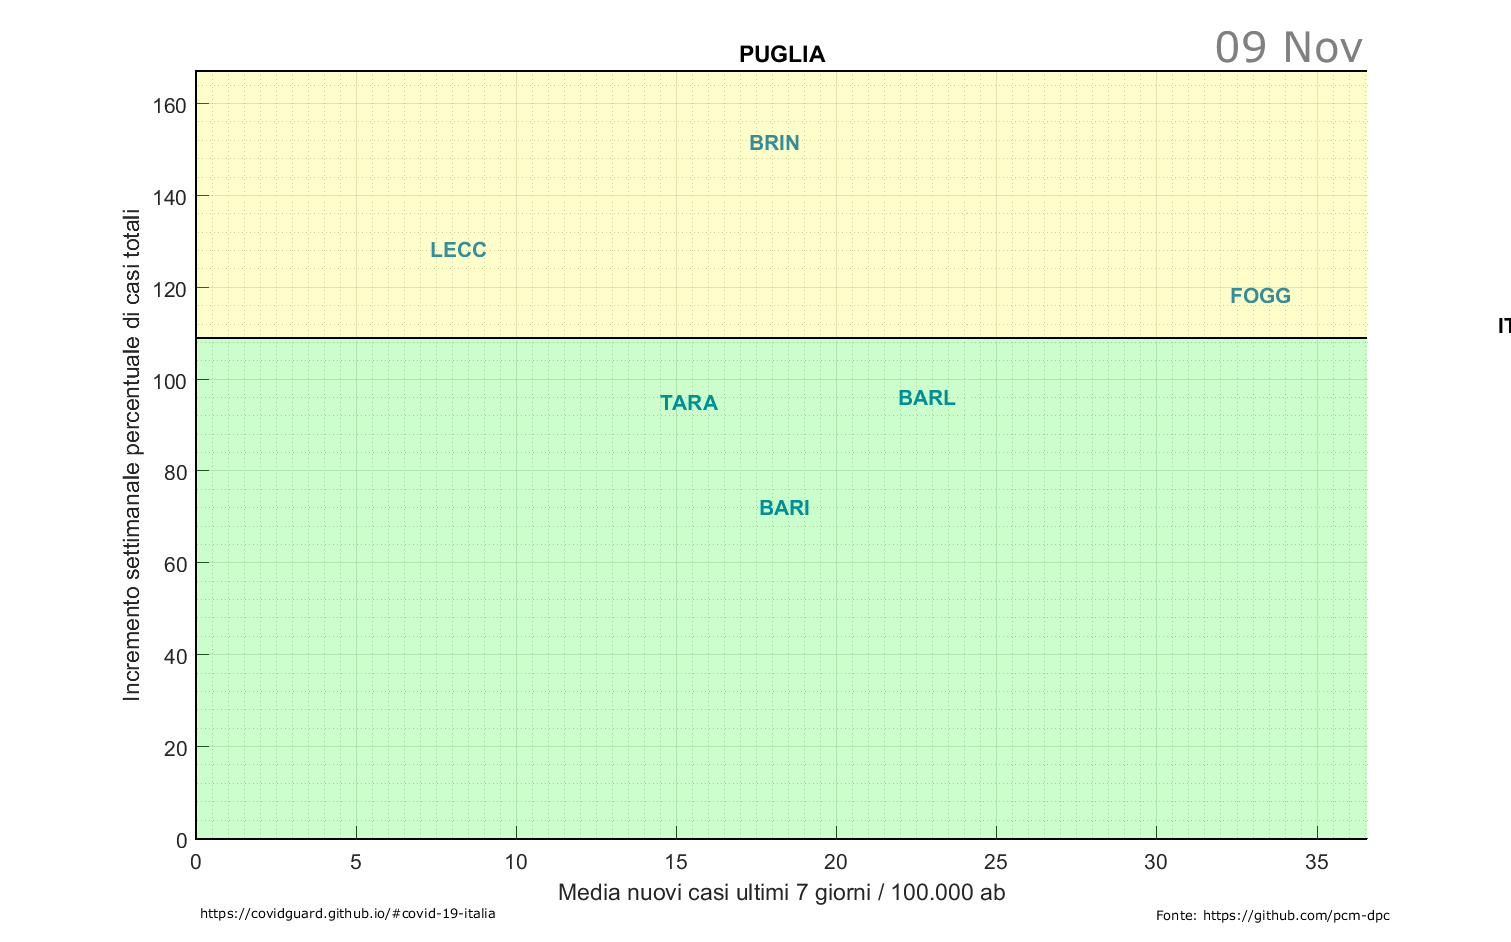 PUGLIA
09 Nov
160
140
120
100
80
60
40
20
0
Incremento settimanale percentuale di casi totali
BRIN
LECC
FOGG
TARA
BARL
BARI
0 5 10 15 20 25 30 35
Media nuovi casi ultimi 7 giorni / 100.000 ab
https://covidguard.github.io/#covid-19-italia
Fonte: https://github.com/pcm-dpc